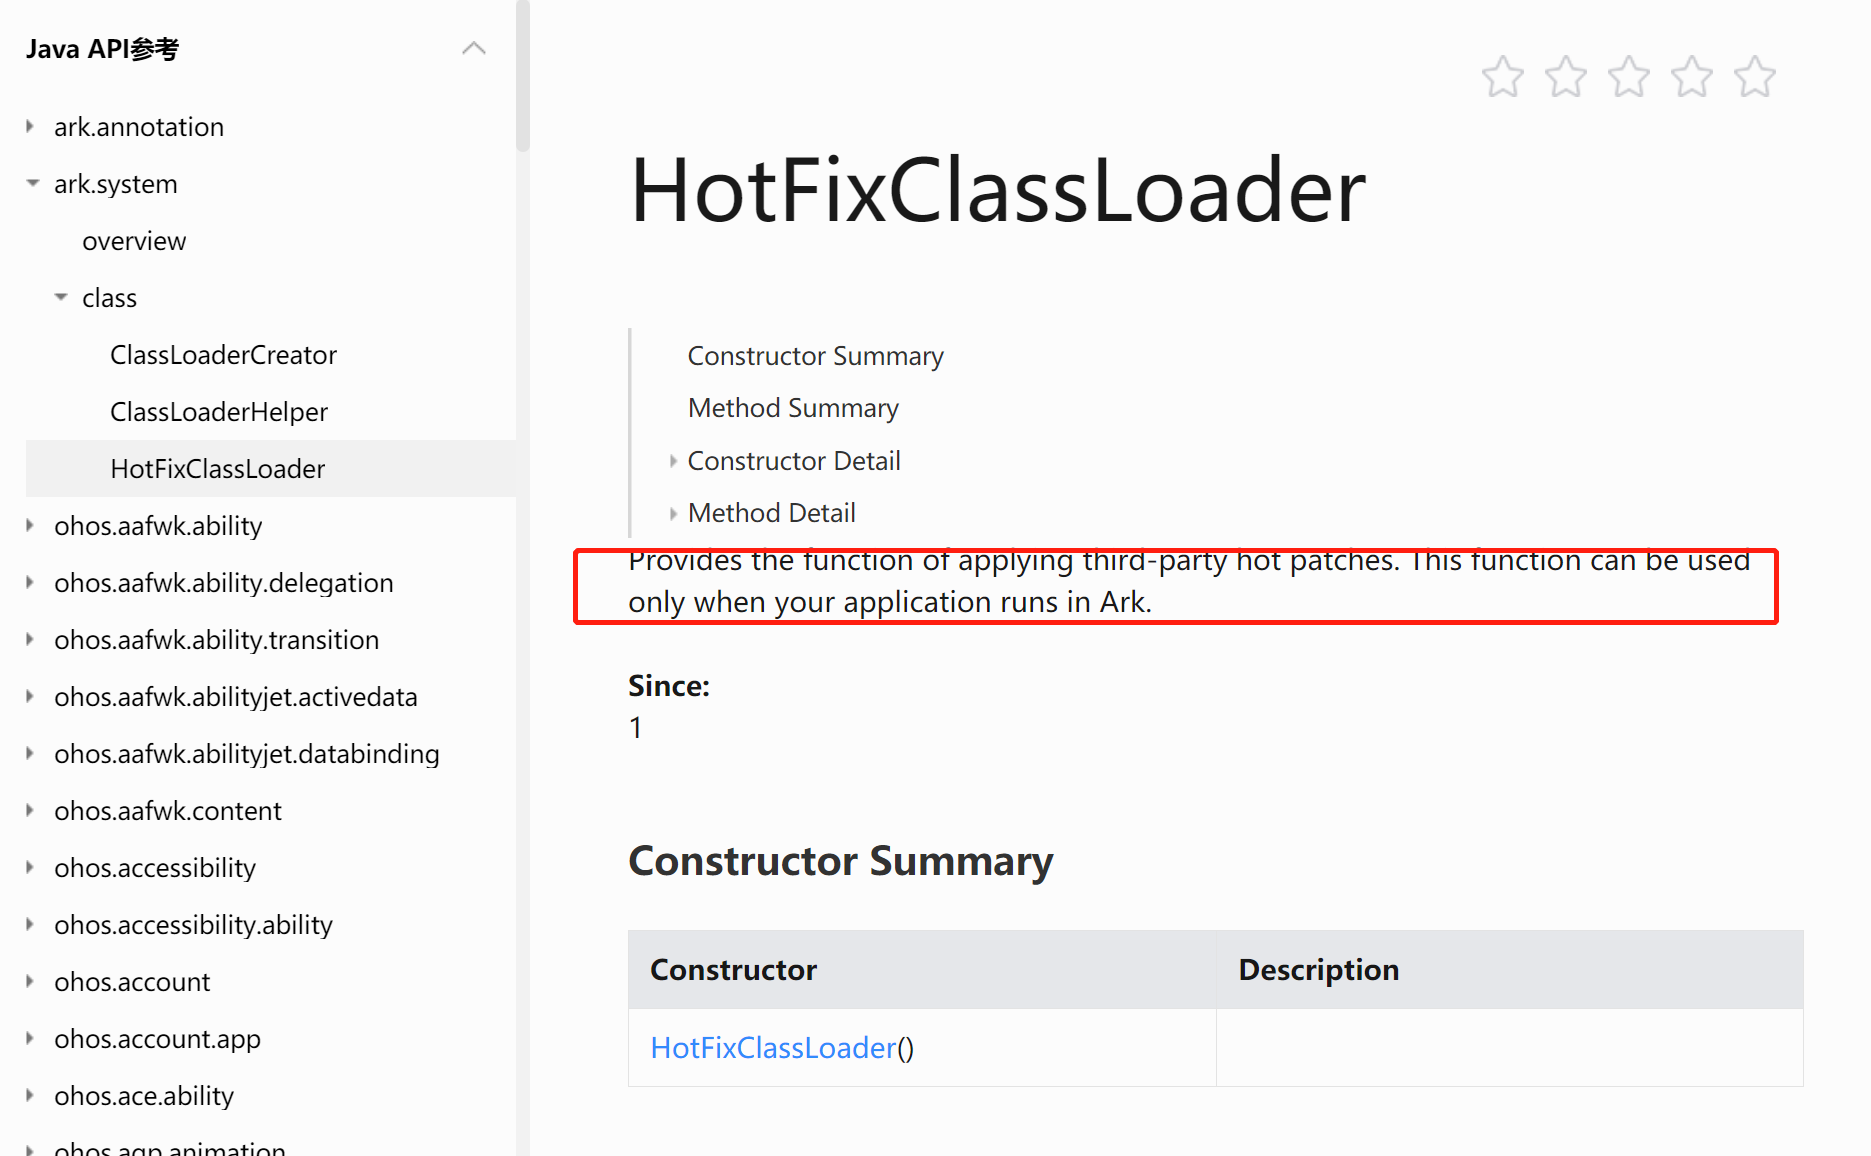 Java API参考
ark.annotation
ark.system
overview
class
ClassLoaderCreator
ClassLoaderHelper
HotFixClassLoader
ohos.aafwk.ability
ohos.aafwk.ability.delegation
ohos.aafwk.ability.transition
ohos.aafwk.abilityjet.activedata
ohos.aafwk.abilityjet.databinding
ohos.aafwk.content
ohos.accessibility
ohos.accessibility.ability
ohos.account
ohos.account.app
ohos.ace.ability
ohos.agp.animation
HotFixClassLoader
Constructor Summary
Method Summary
Constructor Detail
Method Detail
Provides the function of applying third-party hot patches. This function can be used
only when your application runs in Ark.
Since:
1
Constructor Summary
Constructor Description
HotFixClassLoader()